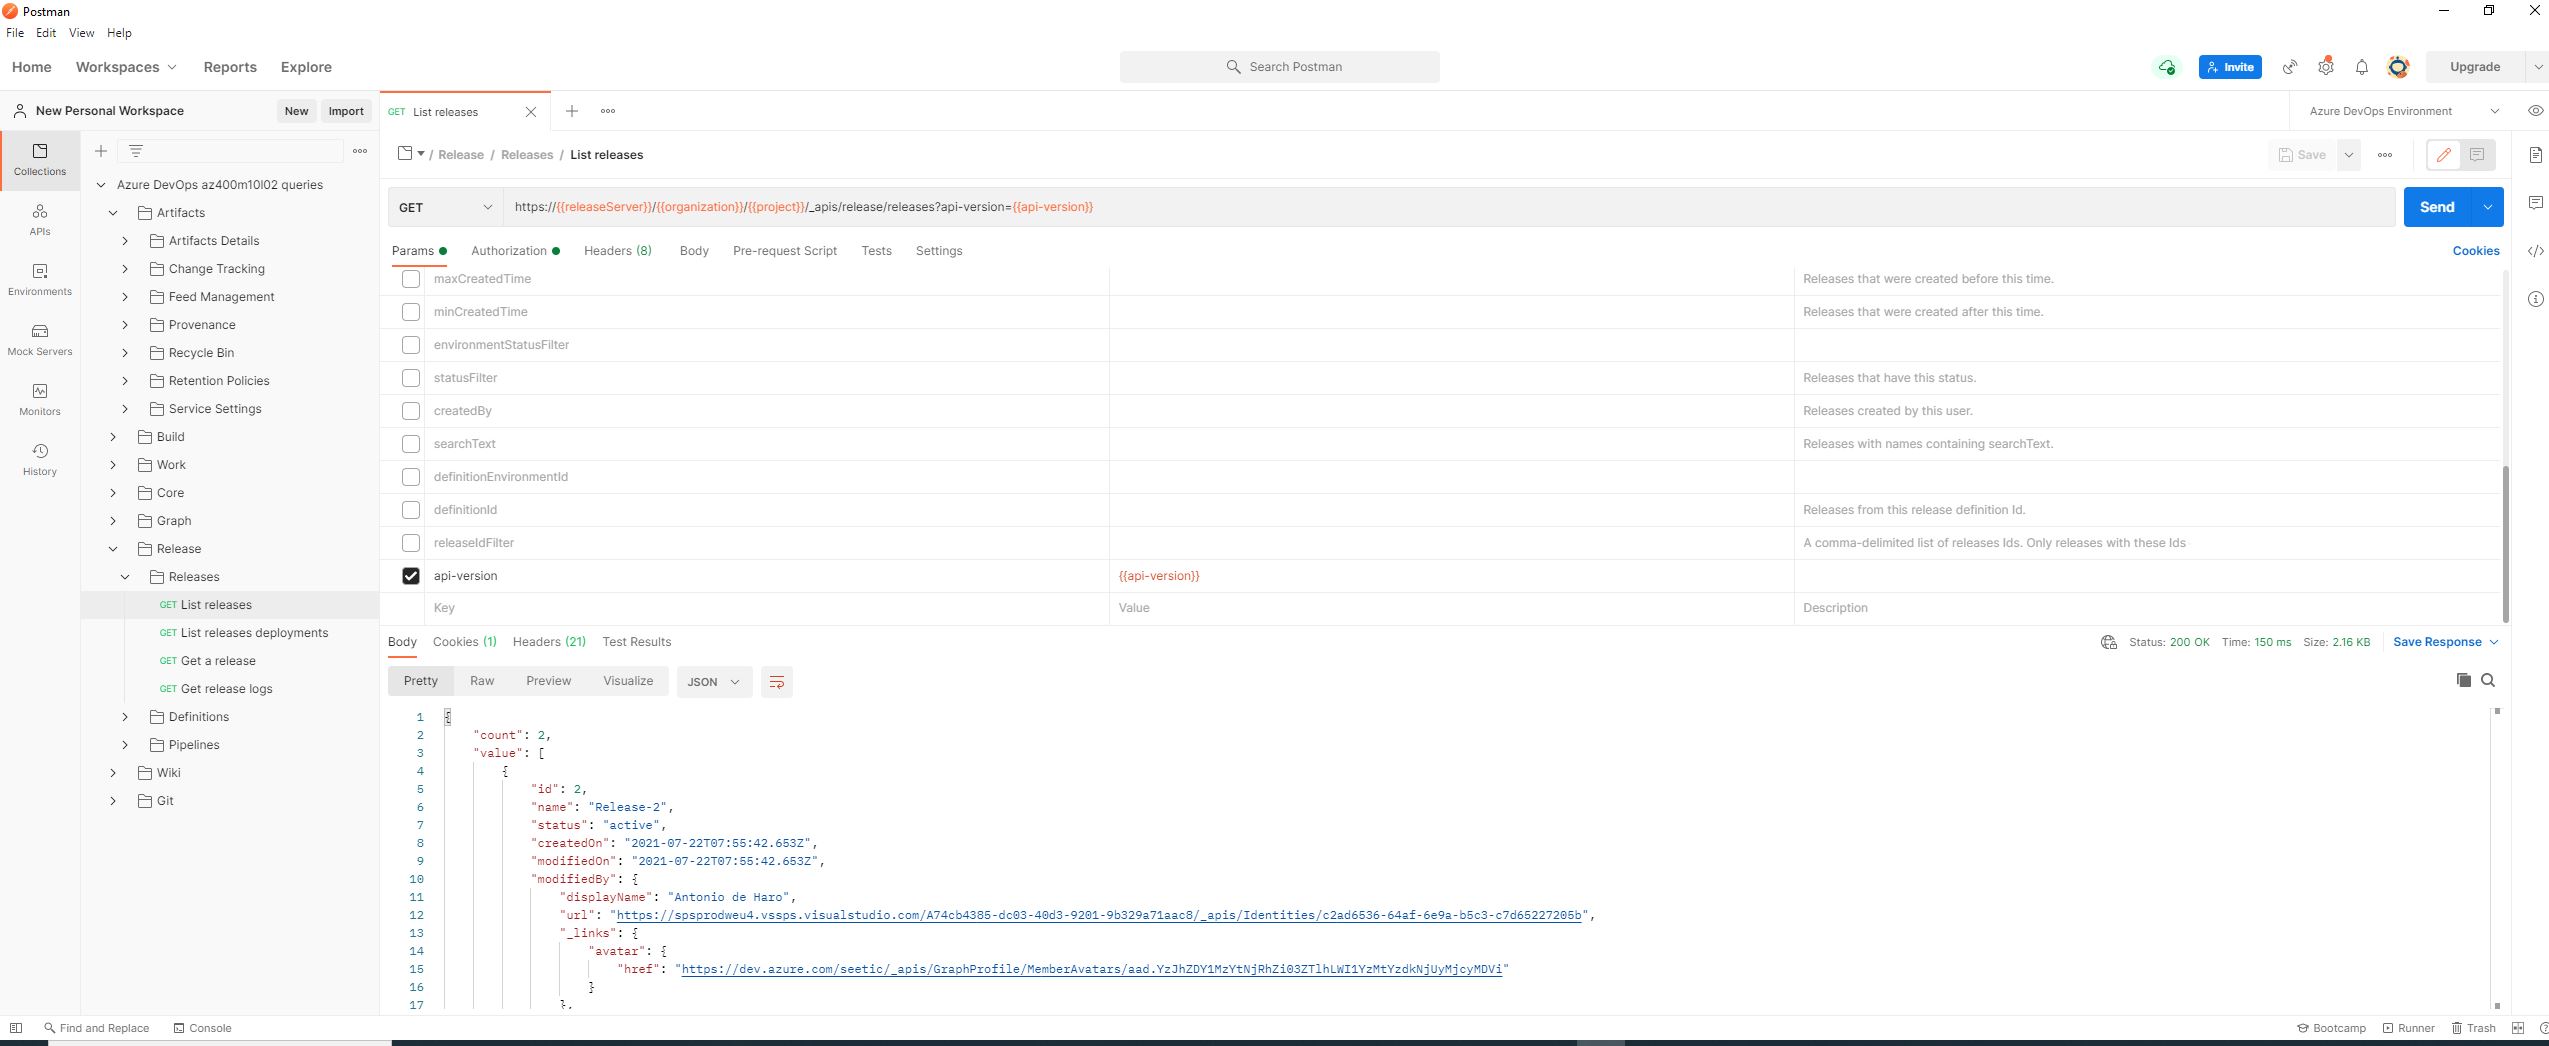 Postman
File Edit View Help
Home Workspaces Reports Explore
Search Postman
Invite
Upgrade
New Personal Workspace
New Import
GET List releases
Azure DevOps Environment
Collections
APIs
Environments
Mock Servers
Monitors
History
Azure DevOps az400m10l02 queries
Artifacts
Artifacts Details
Change Tracking
Feed Management
Provenance
Recycle Bin
Retention Policies
Service Settings
Build
Work
Core
Graph
Release
Releases
GET List releases
GET List releases deployments
GET Get a release
GET Get release logs
Definitions
Pipelines
Wiki
Git
/ Release / Releases / List releases
Save
GET
https://{{releaseServer}}/{{organization}}/{{project}}/_apis/release/releases?api-version={{api-version}}
Send
Params Authorization Headers (8) Body Pre-request Script Tests Settings
Cookies
maxCreatedTime Releases that were created before this time.
minCreatedTime Releases that were created after this time.
environmentStatusFilter
statusFilter Releases that have this status.
createdBy Releases created by this user.
searchText Releases with names containing searchText.
definitionEnvironmentId
definitionId Releases from this release definition Id.
releaseIdFilter A comma-delimited list of releases Ids. Only releases with these Ids
api-version {{api-version}}
Key Value Description
Body Cookies (1) Headers (21) Test Results
Status: 200 OK Time: 150 ms Size: 2.16 KB Save Response
Pretty Raw Preview Visualize JSON
1 {
2 "count": 2,
3 "value": [
4 {
5 "id": 2,
6 "name": "Release-2",
7 "status": "active",
8 "createdOn": "2021-07-22T07:55:42.653Z",
9 "modifiedOn": "2021-07-22T07:55:42.653Z",
10 "modifiedBy": {
11 "displayName": "Antonio de Haro",
12 "url": "https://spsprodweu4.vssps.visualstudio.com/A74cb4385-dc03-40d3-9201-9b329a71aac8/_apis/Identities/c2ad6536-64af-6e9a-b5c3-c7d65227205b",
13 "_links": {
14 "avatar": {
15 "href": "https://dev.azure.com/seetic/_apis/GraphProfile/MemberAvatars/aad.YzJhZDY1MzYtNjRhZi03ZTlhLWI1YzMtYzdkNjUyMjcyMDVi"
16 }
17 },
Find and Replace Console
Bootcamp Runner Trash